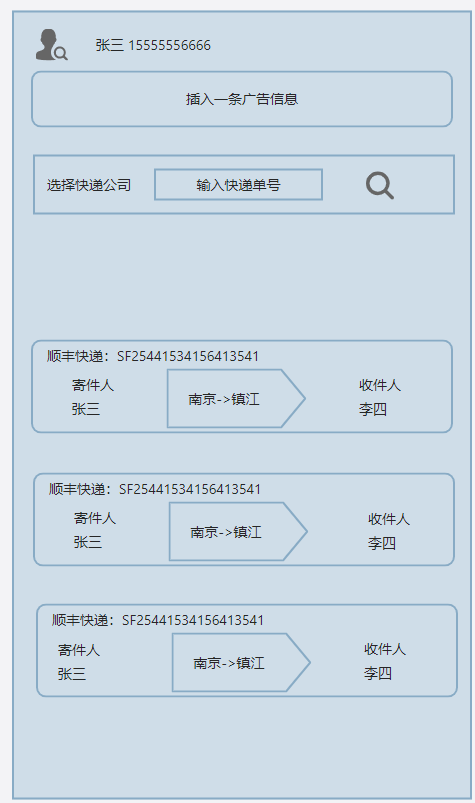 张三 15555556666
插入一条广告信息
选择快递公司 输入快递单号
顺丰快递：SF25441534156413541
寄件人 收件人
南京->镇江
张三 李四
顺丰快递：SF25441534156413541
寄件人 收件人
南京->镇江
张三 李四
顺丰快递：SF25441534156413541
寄件人 收件人
南京->镇江
张三 李四